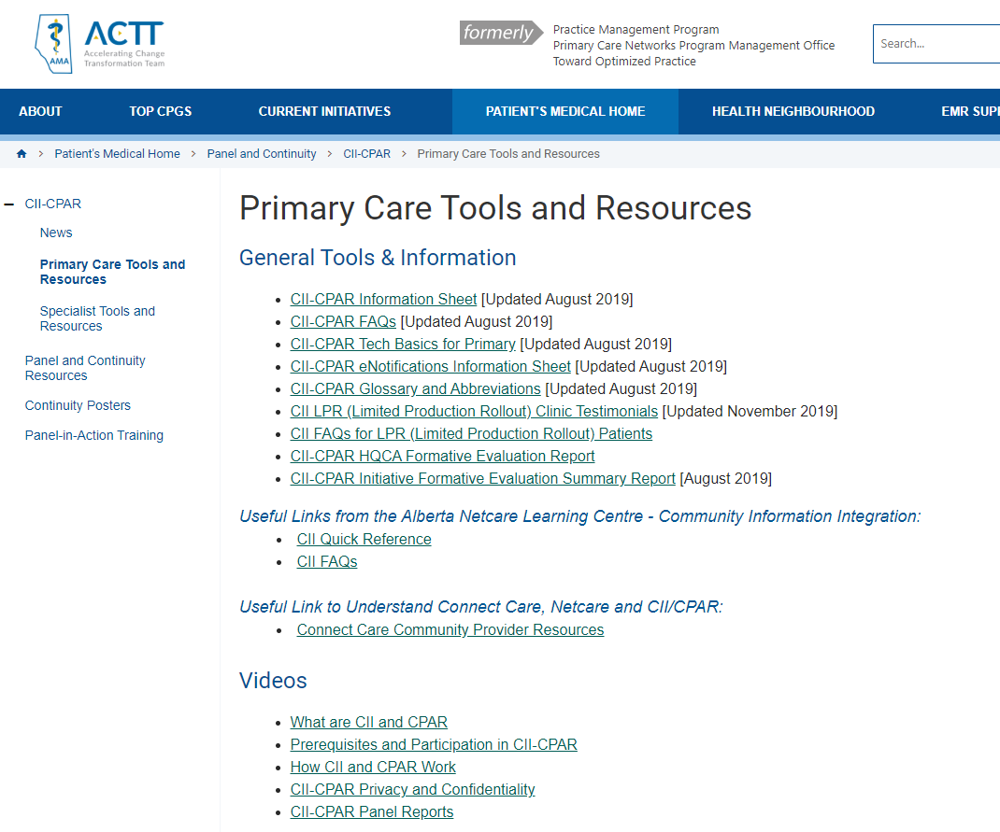 AMA
ACTT
Accelerating Change
Transformation Team
formerly
Practice Management Program
Primary Care Networks Program Management Office
Toward Optimized Practice
Search...
ABOUT
TOP CPGS
CURRENT INITIATIVES
PATIENT'S MEDICAL HOME
HEALTH NEIGHBOURHOOD
EMR SUP
Patient's Medical Home > Panel and Continuity > CII-CPAR > Primary Care Tools and Resources
CII-CPAR
News
Primary Care Tools and
Resources
Specialist Tools and
Resources
Panel and Continuity
Resources
Continuity Posters
Panel-in-Action Training
Primary Care Tools and Resources
General Tools & Information
• CII-CPAR Information Sheet [Updated August 2019]
• CII-CPAR FAQs [Updated August 2019]
• CII-CPAR Tech Basics for Primary [Updated August 2019]
• CII-CPAR eNotifications Information Sheet [Updated August 2019]
• CII-CPAR Glossary and Abbreviations [Updated August 2019]
• CII LPR (Limited Production Rollout) Clinic Testimonials [Updated November 2019]
• CII FAQs for LPR (Limited Production Rollout) Patients
• CII-CPAR HQCA Formative Evaluation Report
• CII-CPAR Initiative Formative Evaluation Summary Report [August 2019]
Useful Links from the Alberta Netcare Learning Centre - Community Information Integration:
• CII Quick Reference
• CII FAQs
Useful Link to Understand Connect Care, Netcare and CII/CPAR:
• Connect Care Community Provider Resources
Videos
• What are CII and CPAR
• Prerequisites and Participation in CII-CPAR
• How CII and CPAR Work
• CII-CPAR Privacy and Confidentiality
• CII-CPAR Panel Reports